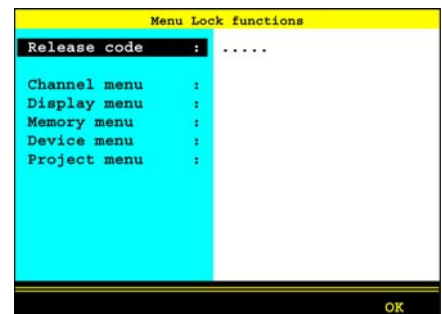 Menu Lock functions
Release code : .....
Channel menu :
Display menu :
Memory menu :
Device menu :
Project menu :
OK